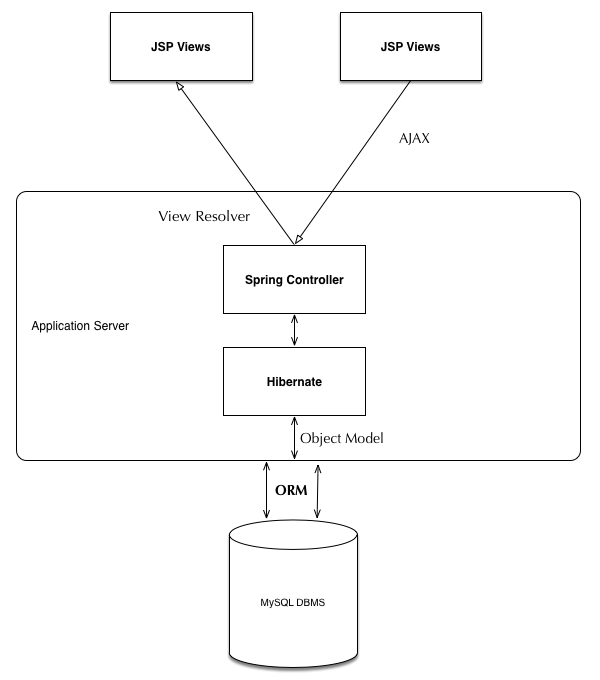 JSP Views
JSP Views
AJAX
View Resolver
Spring Controller
Application Server
Hibernate
Object Model
ORM
MySQL DBMS